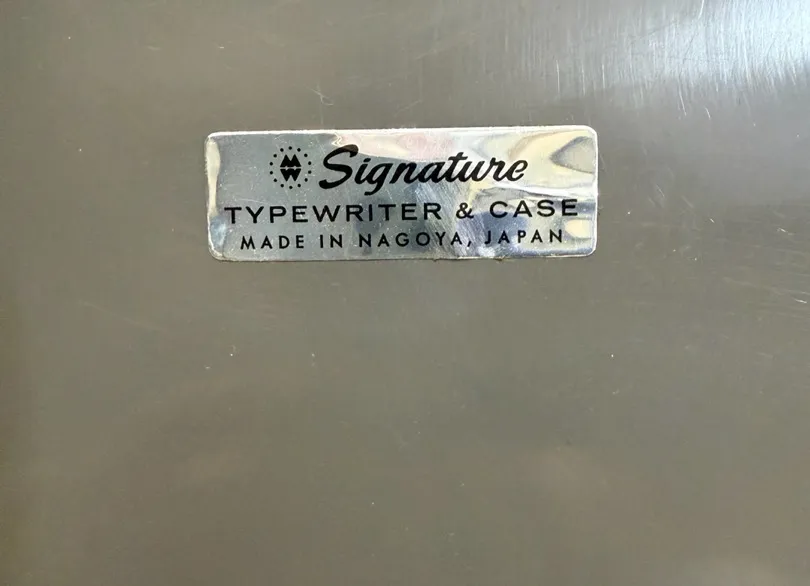 Signature
TYPEWRITER & CASE
MADE IN NAGOYA, JAPAN